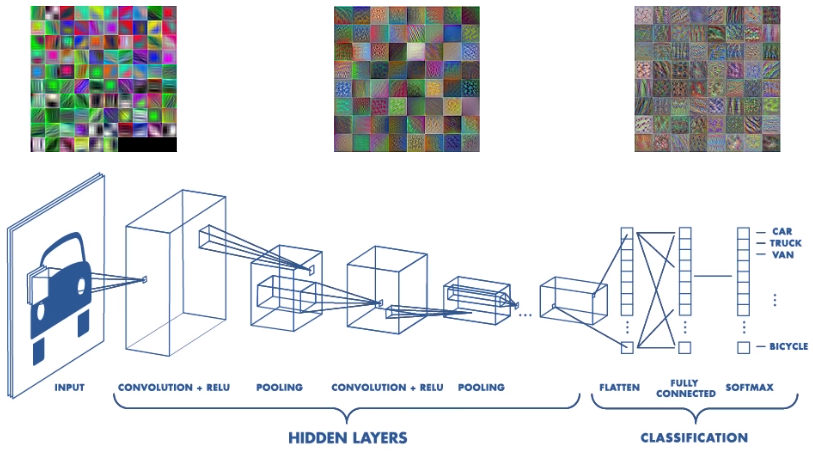 CAR
TRUCK
VAN
BICYCLE
INPUT
CONVOLUTION + RELU
POOLING
CONVOLUTION + RELU
POOLING
FLATTEN
FULLY
CONNECTED
SOFTMAX
HIDDEN LAYERS
CLASSIFICATION